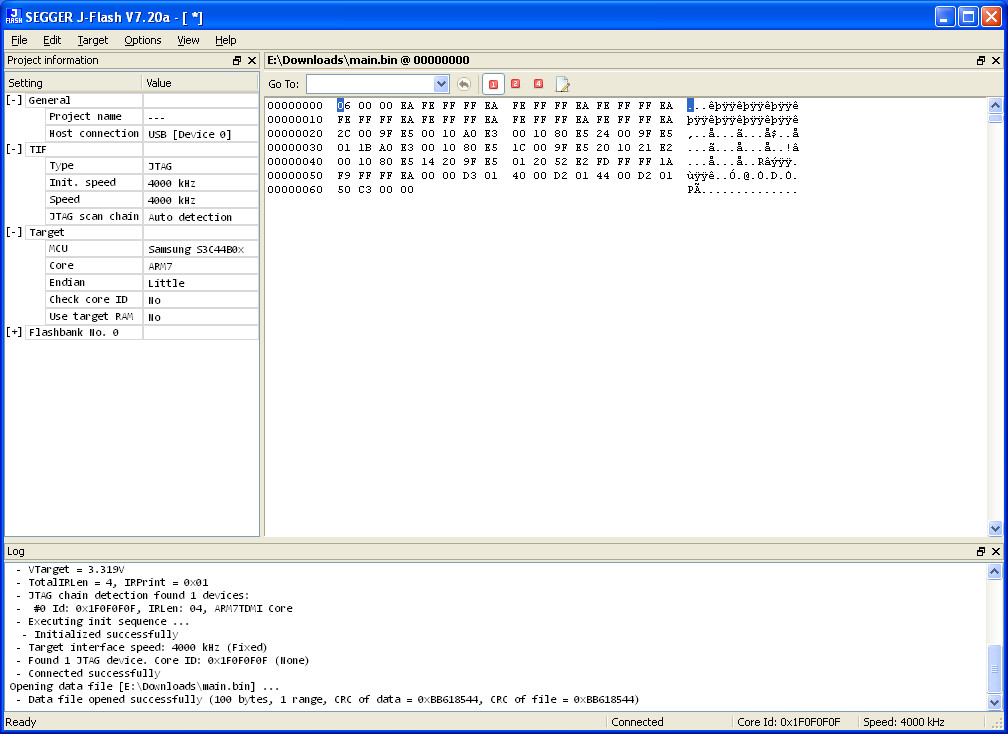 SEGGER J-Flash V7.20a - [ *]
File Edit Target Options View Help
Project information
Setting Value
[-] General
Project name ---
Host connection USB [Device 0]
[-] TIF
Type JTAG
Init. speed 4000 kHz
Speed 4000 kHz
JTAG scan chain Auto detection
[-] Target
MCU Samsung S3C44B0x
Core ARM7
Endian Little
Check core ID No
Use target RAM No
[+] Flashbank No. 0
E:\Downloads\main.bin @ 00000000
Go To: 1 2 4
00000000 06 00 00 EA FE FF FF EA FE FF FF EA FE FF FF EA ...êþÿÿêþÿÿêþÿÿê
00000010 FE FF FF EA FE FF FF EA FE FF FF EA FE FF FF EA þÿÿêþÿÿêþÿÿêþÿÿê
00000020 2C 00 9F E5 00 10 A0 E3 00 10 80 E5 24 00 9F E5 ,..å...ã...å$..å
00000030 01 1B A0 E3 00 10 80 E5 1C 00 9F E5 20 10 21 E2 ...ã...å...å .!â
00000040 00 10 80 E5 14 20 9F E5 01 20 52 E2 FD FF FF 1A ...å. .å. Râýÿÿ.
00000050 F9 FF FF EA 00 00 D3 01 40 00 D2 01 44 00 D2 01 ùÿÿê..Ó.@.Ò.D.Ò.
00000060 50 C3 00 00 PÃ..............
Log
- VTarget = 3.319V
- TotalIRLen = 4, IRPrint = 0x01
- JTAG chain detection found 1 devices:
- #0 Id: 0x1F0F0F0F, IRLen: 04, ARM7TDMI Core
- Executing init sequence ...
- Initialized successfully
- Target interface speed: 4000 kHz (Fixed)
- Found 1 JTAG device. Core ID: 0x1F0F0F0F (None)
- Connected successfully
Opening data file [E:\Downloads\main.bin] ...
- Data file opened successfully (100 bytes, 1 range, CRC of data = 0xBB618544, CRC of file = 0xBB618544)
Ready Connected Core Id: 0x1F0F0F0F Speed: 4000 kHz